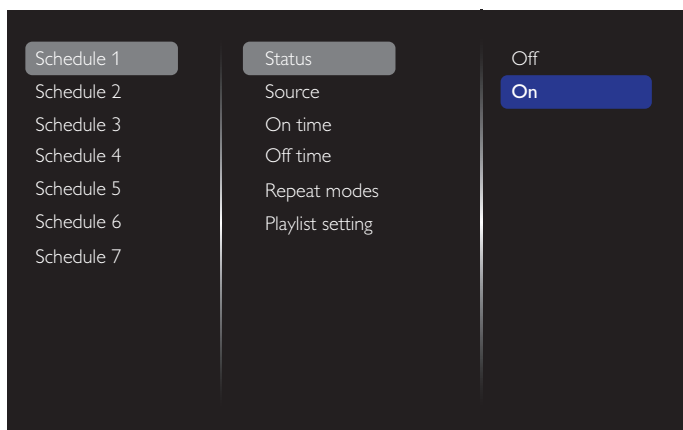 Schedule 1
Schedule 2
Schedule 3
Schedule 4
Schedule 5
Schedule 6
Schedule 7
Status
Source
On time
Off time
Repeat modes
Playlist setting
Off
On